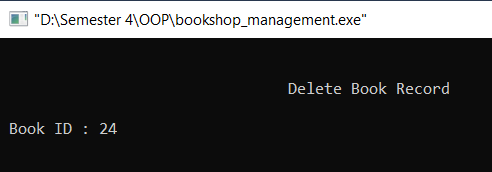 "D:\Semester 4\OOP\bookshop_management.exe"
Delete Book Record
Book ID : 24